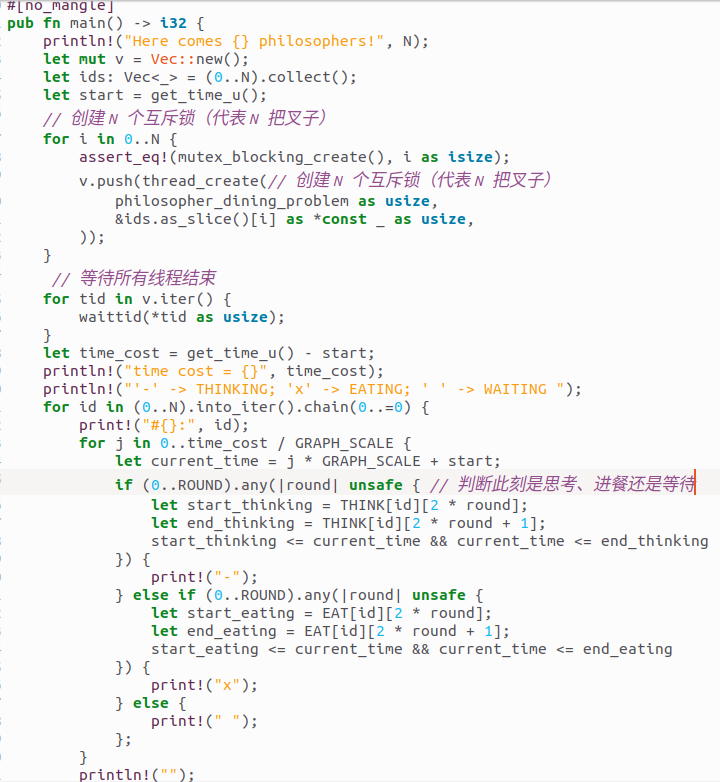 #[no_mangle]
pub fn main() -> i32 {
    println!("Here comes {} philosophers!", N);
    let mut v = Vec::new();
    let ids: Vec<_> = (0..N).collect();
    let start = get_time_u();
    // 创建 N 个互斥锁（代表 N 把叉子）
    for i in 0..N {
        assert_eq!(mutex_blocking_create(), i as isize);
        v.push(thread_create(// 创建 N 个互斥锁（代表 N 把叉子）
            philosopher_dining_problem as usize,
            &ids.as_slice()[i] as *const _ as usize,
        ));
    }
     // 等待所有线程结束
    for tid in v.iter() {
        waittid(*tid as usize);
    }
    let time_cost = get_time_u() - start;
    println!("time cost = {}", time_cost);
    println!("'-' -> THINKING; 'x' -> EATING; ' ' -> WAITING ");
    for id in (0..N).into_iter().chain(0..=0) {
        print!("#{}:", id);
        for j in 0..time_cost / GRAPH_SCALE {
            let current_time = j * GRAPH_SCALE + start;
            if (0..ROUND).any(|round| unsafe { // 判断此刻是思考、进餐还是等待
                let start_thinking = THINK[id][2 * round];
                let end_thinking = THINK[id][2 * round + 1];
                start_thinking <= current_time && current_time <= end_thinking
            }) {
                print!("-");
            } else if (0..ROUND).any(|round| unsafe {
                let start_eating = EAT[id][2 * round];
                let end_eating = EAT[id][2 * round + 1];
                start_eating <= current_time && current_time <= end_eating
            }) {
                print!("x");
            } else {
                print!(" ");
            };
        }
        println!("");